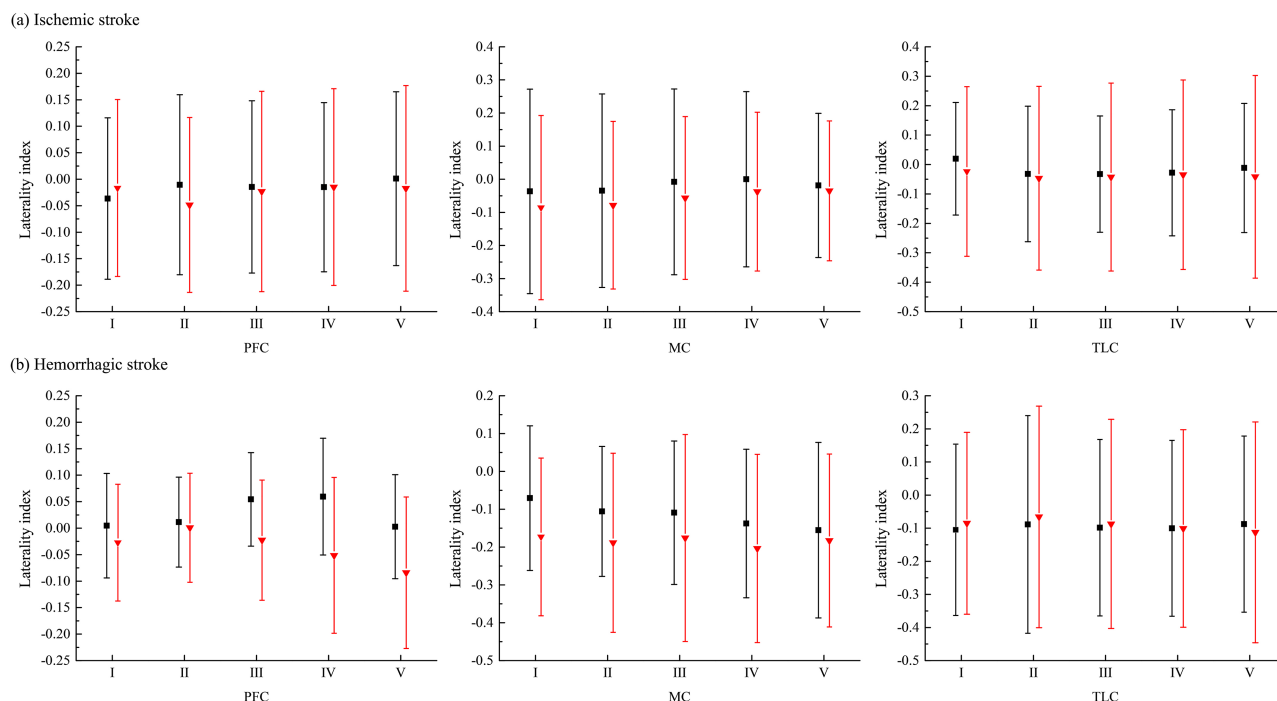 (a) Ischemic stroke
0.25
0.20
0.15
0.10
0.05
0.00
-0.05
-0.10
-0.15
-0.20
-0.25
Laterality index
I II III IV V
PFC
0.4
0.3
0.2
0.1
0.0
-0.1
-0.2
-0.3
-0.4
Laterality index
I II III IV V
MC
0.4
0.3
0.2
0.1
0.0
-0.1
-0.2
-0.3
-0.4
-0.5
Laterality index
I II III IV V
TLC
(b) Hemorrhagic stroke
0.25
0.20
0.15
0.10
0.05
0.00
-0.05
-0.10
-0.15
-0.20
-0.25
Laterality index
I II III IV V
PFC
0.2
0.1
0.0
-0.1
-0.2
-0.3
-0.4
-0.5
Laterality index
I II III IV V
MC
0.3
0.2
0.1
0.0
-0.1
-0.2
-0.3
-0.4
-0.5
Laterality index
I II III IV V
TLC